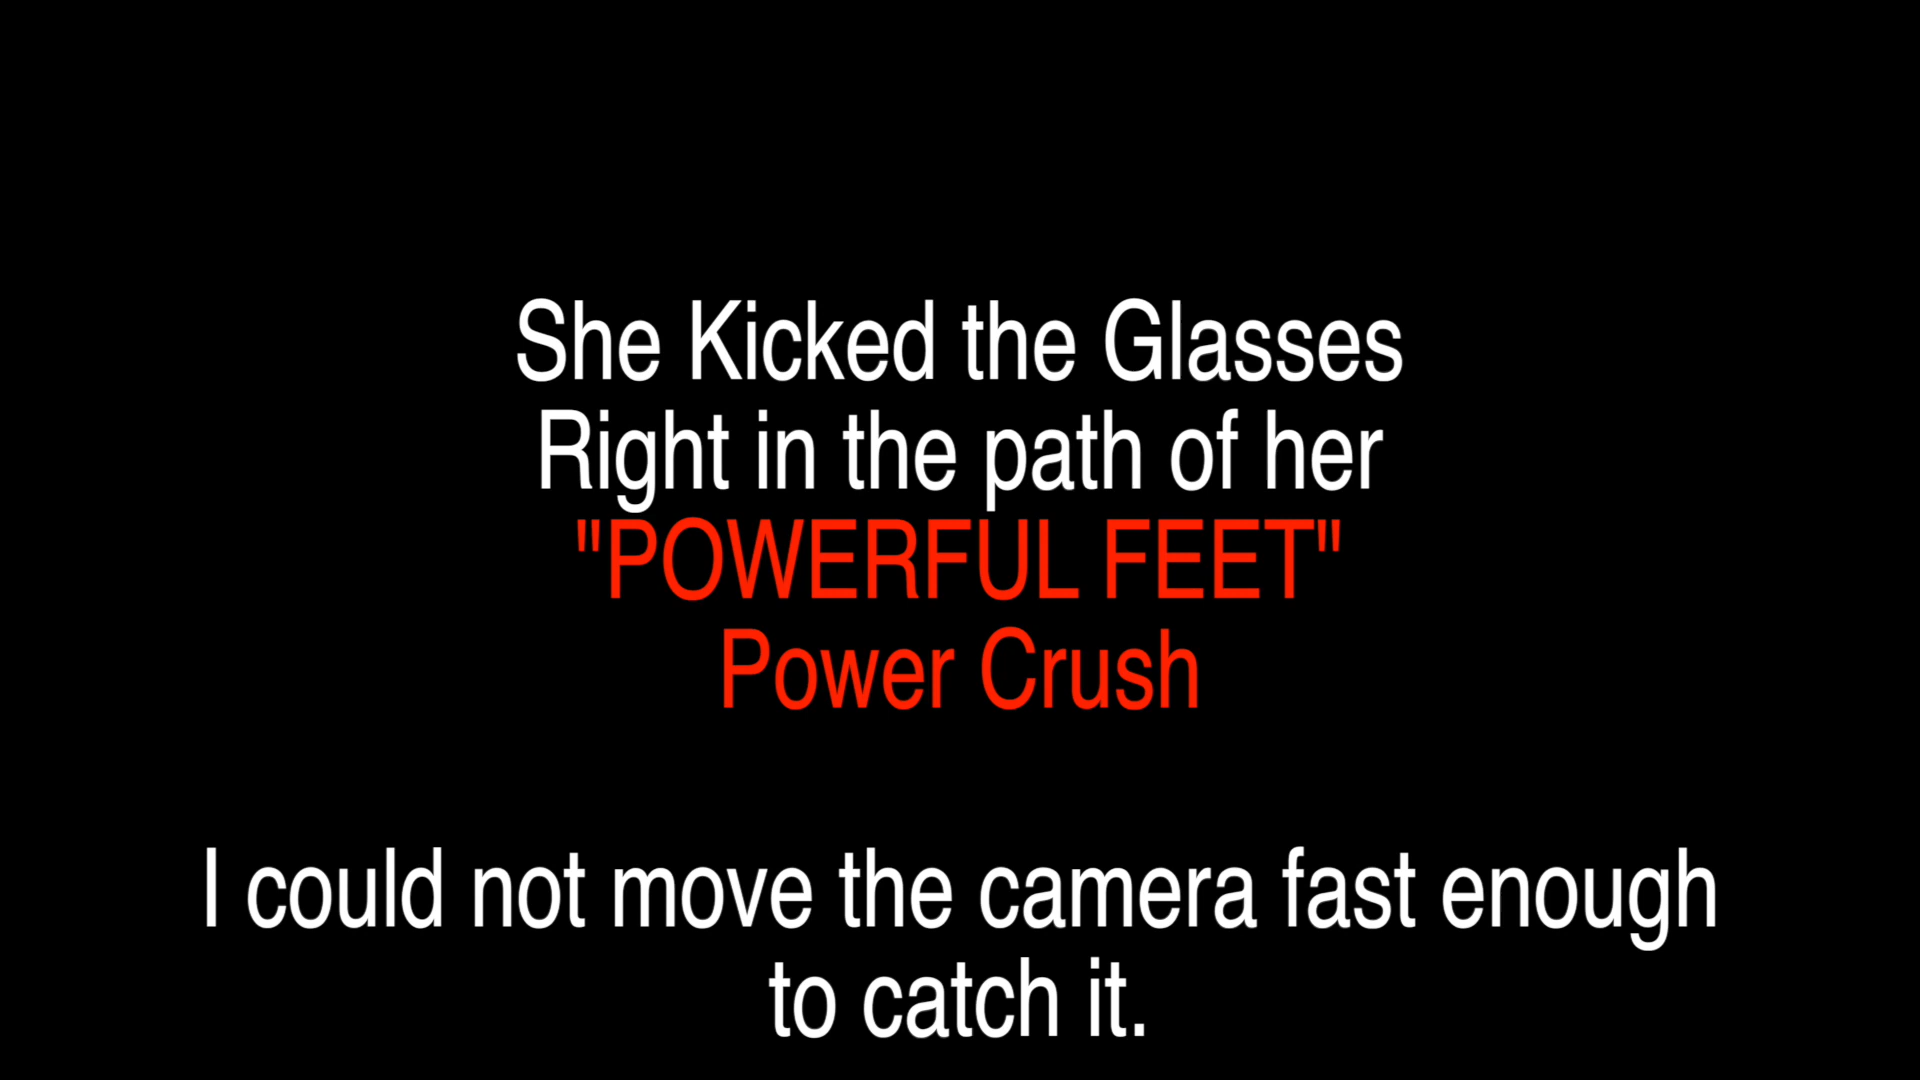 She Kicked the Glasses
Right in the path of her
"POWERFUL FEET"
Power Crush
I could not move the camera fast enough
to catch it.